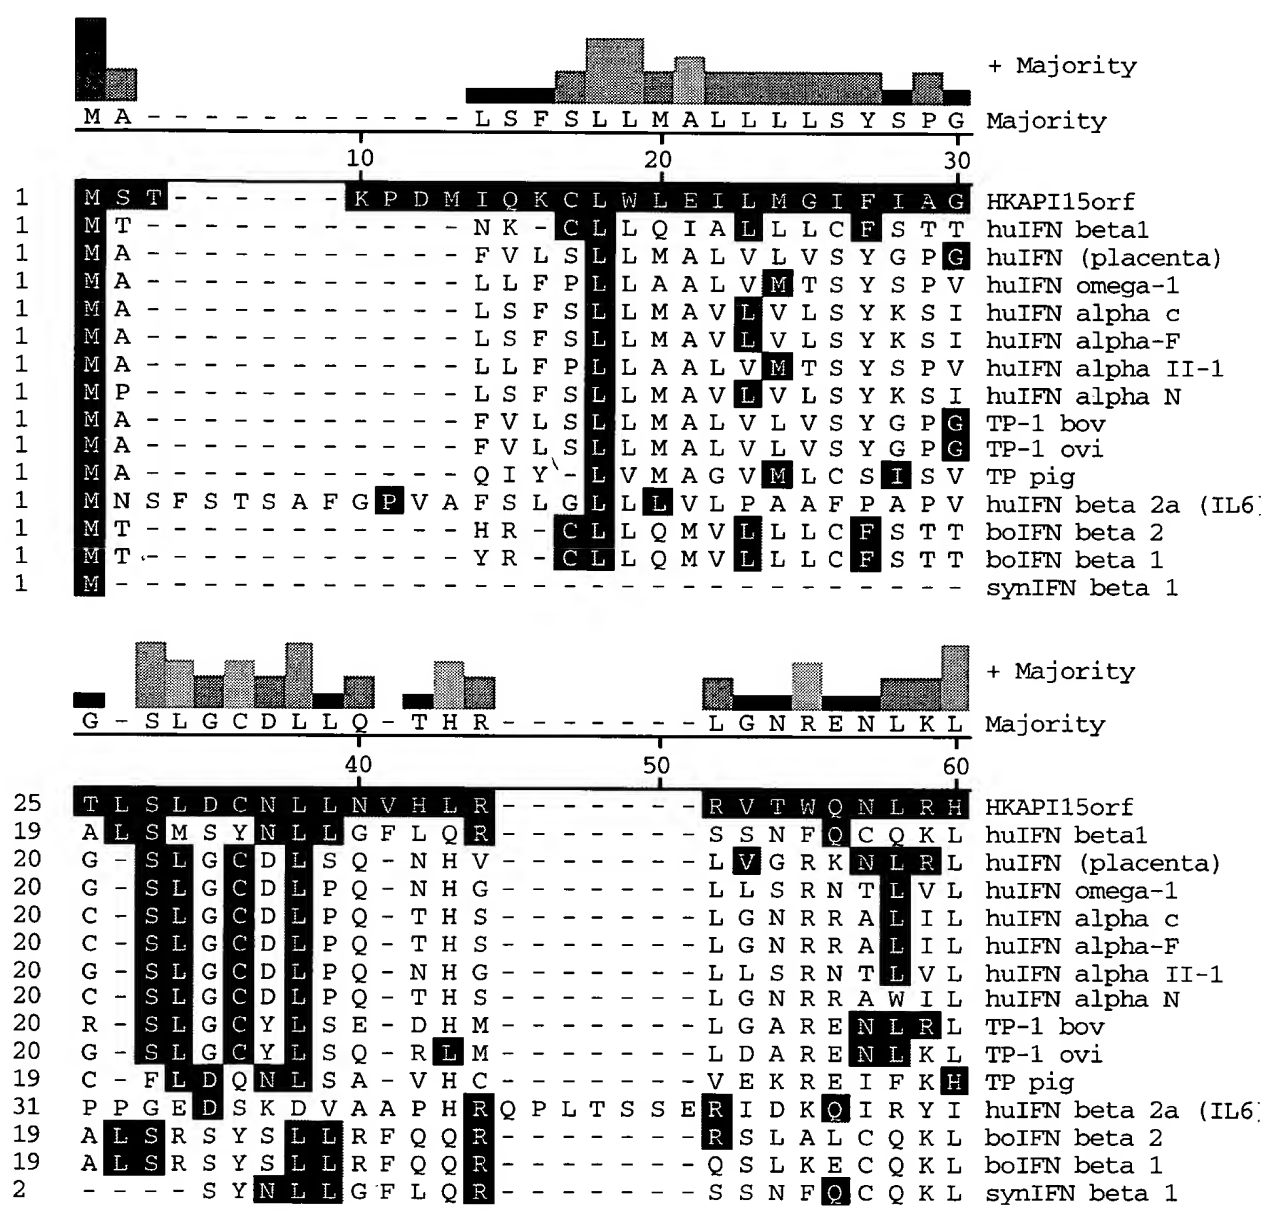 + Majority
M A - - - - - - - - - - - L S F S L L M A L L L L S Y S P G Majority
10 20 30
1 M S T - - - - - - K P D M I Q K C L W L E I L M G I F I A G HKAPI15orf
1 M T - - - - - - - - - - - N K - C L L Q I A L L L C F S T T huIFN beta1
1 M A - - - - - - - - - - - F V L S L L M A L V L V S Y G P G huIFN (placenta)
1 M A - - - - - - - - - - - L L F P L L A A L V M T S Y S P V huIFN omega-1
1 M A - - - - - - - - - - - L S F S L L M A V L V L S Y K S I huIFN alpha c
1 M A - - - - - - - - - - - L S F S L L M A V L V L S Y K S I huIFN alpha-F
1 M A - - - - - - - - - - - L L F P L L A A L V M T S Y S P V huIFN alpha II-1
1 M P - - - - - - - - - - - L S F S L L M A V L V L S Y K S I huIFN alpha N
1 M A - - - - - - - - - - - F V L S L L M A L V L V S Y G P G TP-1 bov
1 M A - - - - - - - - - - - F V L S L L M A L V L V S Y G P G TP-1 ovi
1 M A - - - - - - - - - - - Q I Y - L V M A G V M L C S I S V TP pig
1 M N S F S T S A F G P V A F S L G L L L V L P A A F P A P V huIFN beta 2a (IL6)
1 M T - - - - - - - - - - - H R - C L L Q M V L L L C F S T T boIFN beta 2
1 M T - - - - - - - - - - - Y R - C L L Q M V L L L C F S T T boIFN beta 1
1 M - - - - - - - - - - - - - - - - - - - - - - - - - - - - - synIFN beta 1
+ Majority
G - S L G C D L L Q - T H R - - - - - - - L G N R E N L K L Majority
40 50 60
25 T L S L D C N L L N V H L R - - - - - - - R V T W Q N L R H HKAPI15orf
19 A L S M S Y N L L G F L Q R - - - - - - - S S N F Q C Q K L huIFN beta1
20 G - S L G C D L S Q - N H V - - - - - - - L V G R K N L R L huIFN (placenta)
20 G - S L G C D L P Q - N H G - - - - - - - L L S R N T L V L huIFN omega-1
20 C - S L G C D L P Q - T H S - - - - - - - L G N R R A L I L huIFN alpha c
20 C - S L G C D L P Q - T H S - - - - - - - L G N R R A L I L huIFN alpha-F
20 G - S L G C D L P Q - N H G - - - - - - - L L S R N T L V L huIFN alpha II-1
20 C - S L G C D L P Q - T H S - - - - - - - L G N R R A W I L huIFN alpha N
20 R - S L G C Y L S E - D H M - - - - - - - L G A R E N L R L TP-1 bov
20 G - S L G C Y L S Q - R L M - - - - - - - L D A R E N L K L TP-1 ovi
19 C - F L D Q N L S A - V H C - - - - - - - V E K R E I F K H TP pig
31 P P G E D S K D V A A P H R Q P L T S S E R I D K Q I R Y I huIFN beta 2a (IL6)
19 A L S R S Y S L L R F Q Q R - - - - - - - R S L A L C Q K L boIFN beta 2
19 A L S R S Y S L L R F Q Q R - - - - - - - Q S L K E C Q K L boIFN beta 1
2 - - - - S Y N L L G F L Q R - - - - - - - S S N F Q C Q K L synIFN beta 1